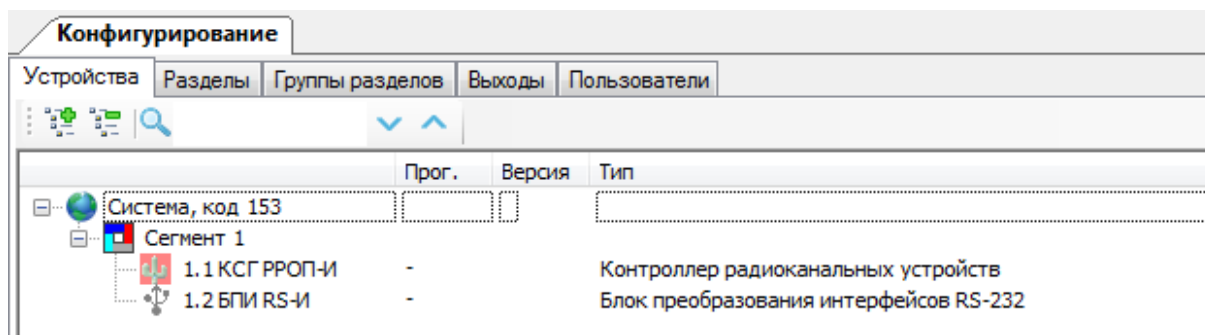 Конфигурирование
Устройства Разделы Группы разделов Выходы Пользователи
Прог. Версия Тип
Система, код 153
Сегмент 1
1.1 КСГ РРОП-И - Контроллер радиоканальных устройств
1.2 БПИ RS-И - Блок преобразования интерфейсов RS-232